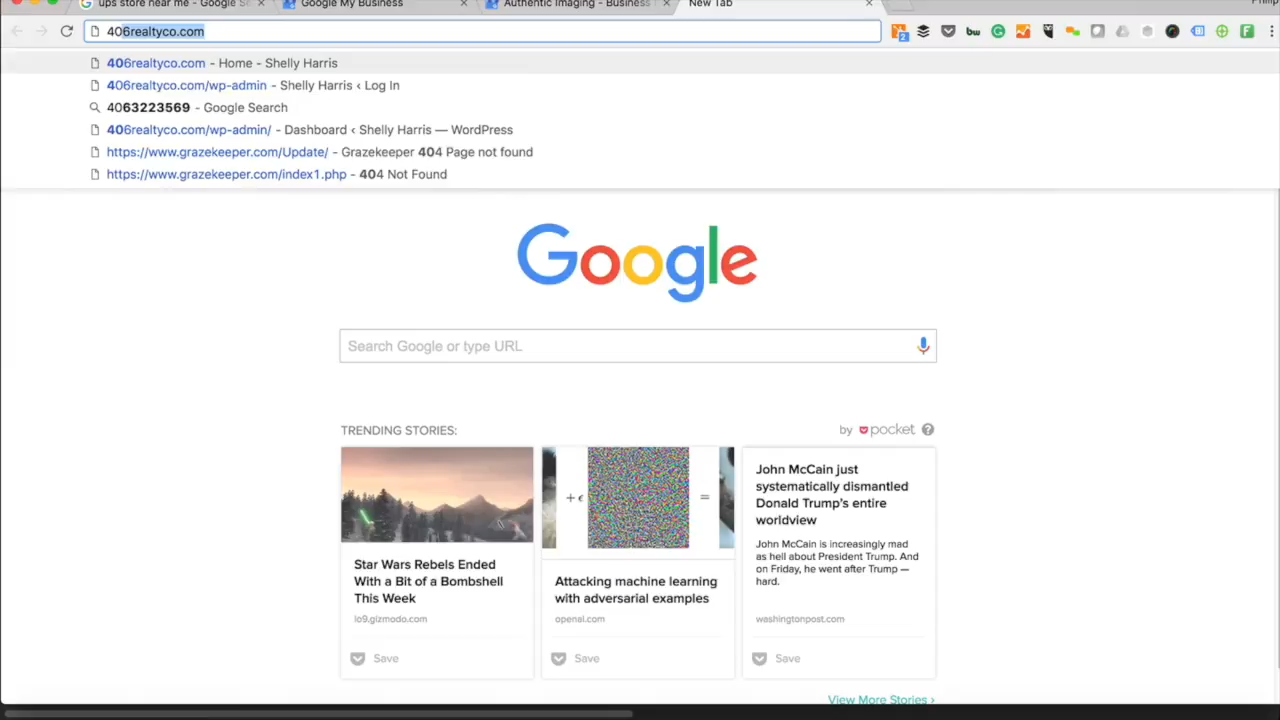 ups store near me - Google Se
Google My Business
Authentic Imaging - Business
New Tab
406realtyco.com
406realtyco.com - Home - Shelly Harris
406realtyco.com/wp-admin - Shelly Harris ‹ Log In
4063223569 - Google Search
406realtyco.com/wp-admin/ - Dashboard ‹ Shelly Harris — WordPress
https://www.grazekeeper.com/Update/ - Grazekeeper 404 Page not found
https://www.grazekeeper.com/index1.php - 404 Not Found
Google
Search Google or type URL
TRENDING STORIES:
by pocket ?
+ ϵ =
Star Wars Rebels Ended
With a Bit of a Bombshell
This Week
io9.gizmodo.com
Save
Attacking machine learning
with adversarial examples
openai.com
Save
John McCain just
systematically dismantled
Donald Trump's entire
worldview
John McCain is increasingly mad
as hell about President Trump. And
on Friday, he went after Trump —
hard.
washingtonpost.com
Save
View More Stories ›